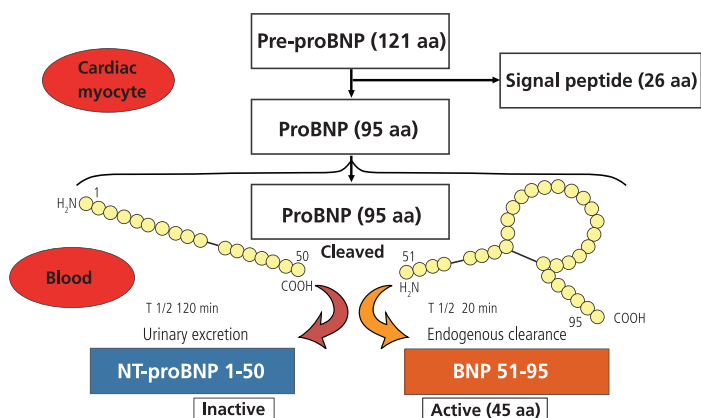 Pre-proBNP (121 aa)
Cardiac
myocyte
Signal peptide (26 aa)
ProBNP (95 aa)
1
H2N
ProBNP (95 aa)
Cleaved
50
COOH
51
H2N
Blood
95
COOH
T 1/2 120 min
Urinary excretion
T 1/2 20 min
Endogenous clearance
NT-proBNP 1-50
BNP 51-95
Inactive
Active (45 aa)